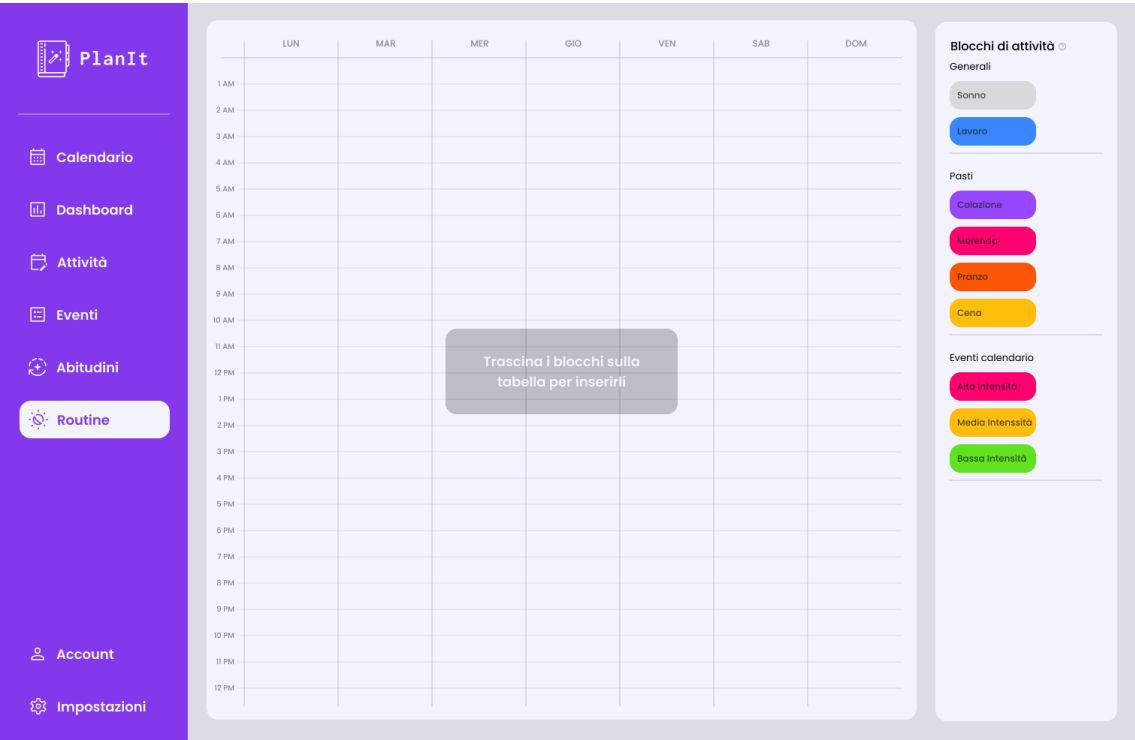 PlanIt
Calendario
Dashboard
Attività
Eventi
Abitudini
Routine
Account
Impostazioni
LUN MAR MER GIO VEN SAB DOM
1 AM
2 AM
3 AM
4 AM
5 AM
6 AM
7 AM
8 AM
9 AM
10 AM
11 AM
12 PM
1 PM
2 PM
3 PM
4 PM
5 PM
6 PM
7 PM
8 PM
9 PM
10 PM
11 PM
12 PM
Trascina i blocchi sulla
tabella per inserirli
Blocchi di attività
Generali
Sonno
Lavoro
Pasti
Colazione
Merenda
Pranzo
Cena
Eventi calendario
Alta Intensità
Media Intenssità
Bassa Intensità